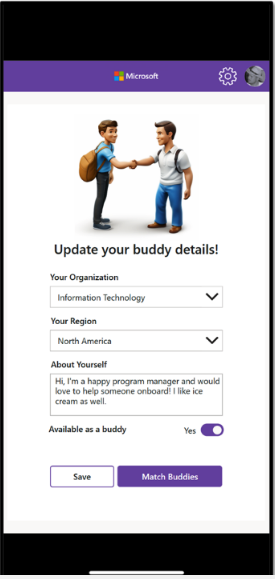 Microsoft
Update your buddy details!
Your Organization
Information Technology
Your Region
North America
About Yourself
Hi, I'm a happy program manager and would
love to help someone onboard! I like ice
cream as well.
Available as a buddy
Yes
Save
Match Buddies